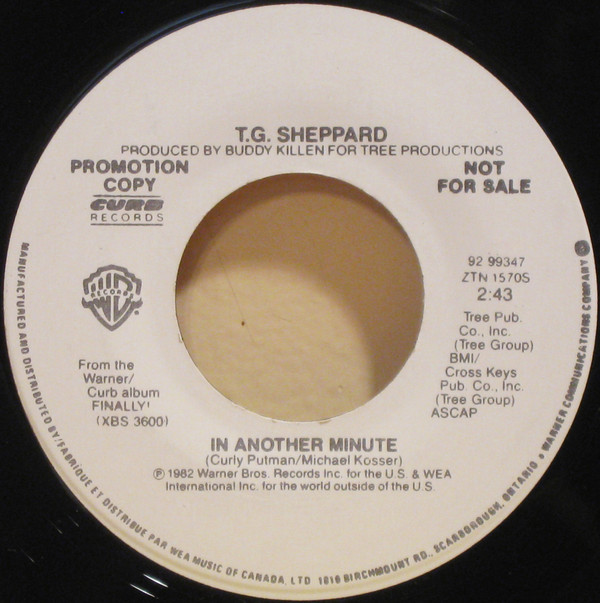 T.G. SHEPPARD
PRODUCED BY BUDDY KILLEN FOR TREE PRODUCTIONS
PROMOTION
COPY
NOT
FOR SALE
CURB
RECORDS
WB
RECORDS
92 99347
ZTN 1570S
2:43
Tree Pub.
Co., Inc.
(Tree Group)
BMI/
Cross Keys
Pub. Co., Inc.
(Tree Group)
ASCAP
From the
Warner/
Curb album
FINALLY!
(XBS 3600)
IN ANOTHER MINUTE
(Curly Putman/Michael Kosser)
Ⓟ 1982 Warner Bros. Records Inc. for the U.S. & WEA
International Inc. for the world outside of the U.S.
MANUFACTURED AND DISTRIBUTED BY/FABRIQUE ET DISTRIBUE PAR WEA MUSIC OF CANADA, LTD 1810 BIRCHMOUNT RD., SCARBOROUGH, ONTARIO • WARNER COMMUNICATIONS COMPANY